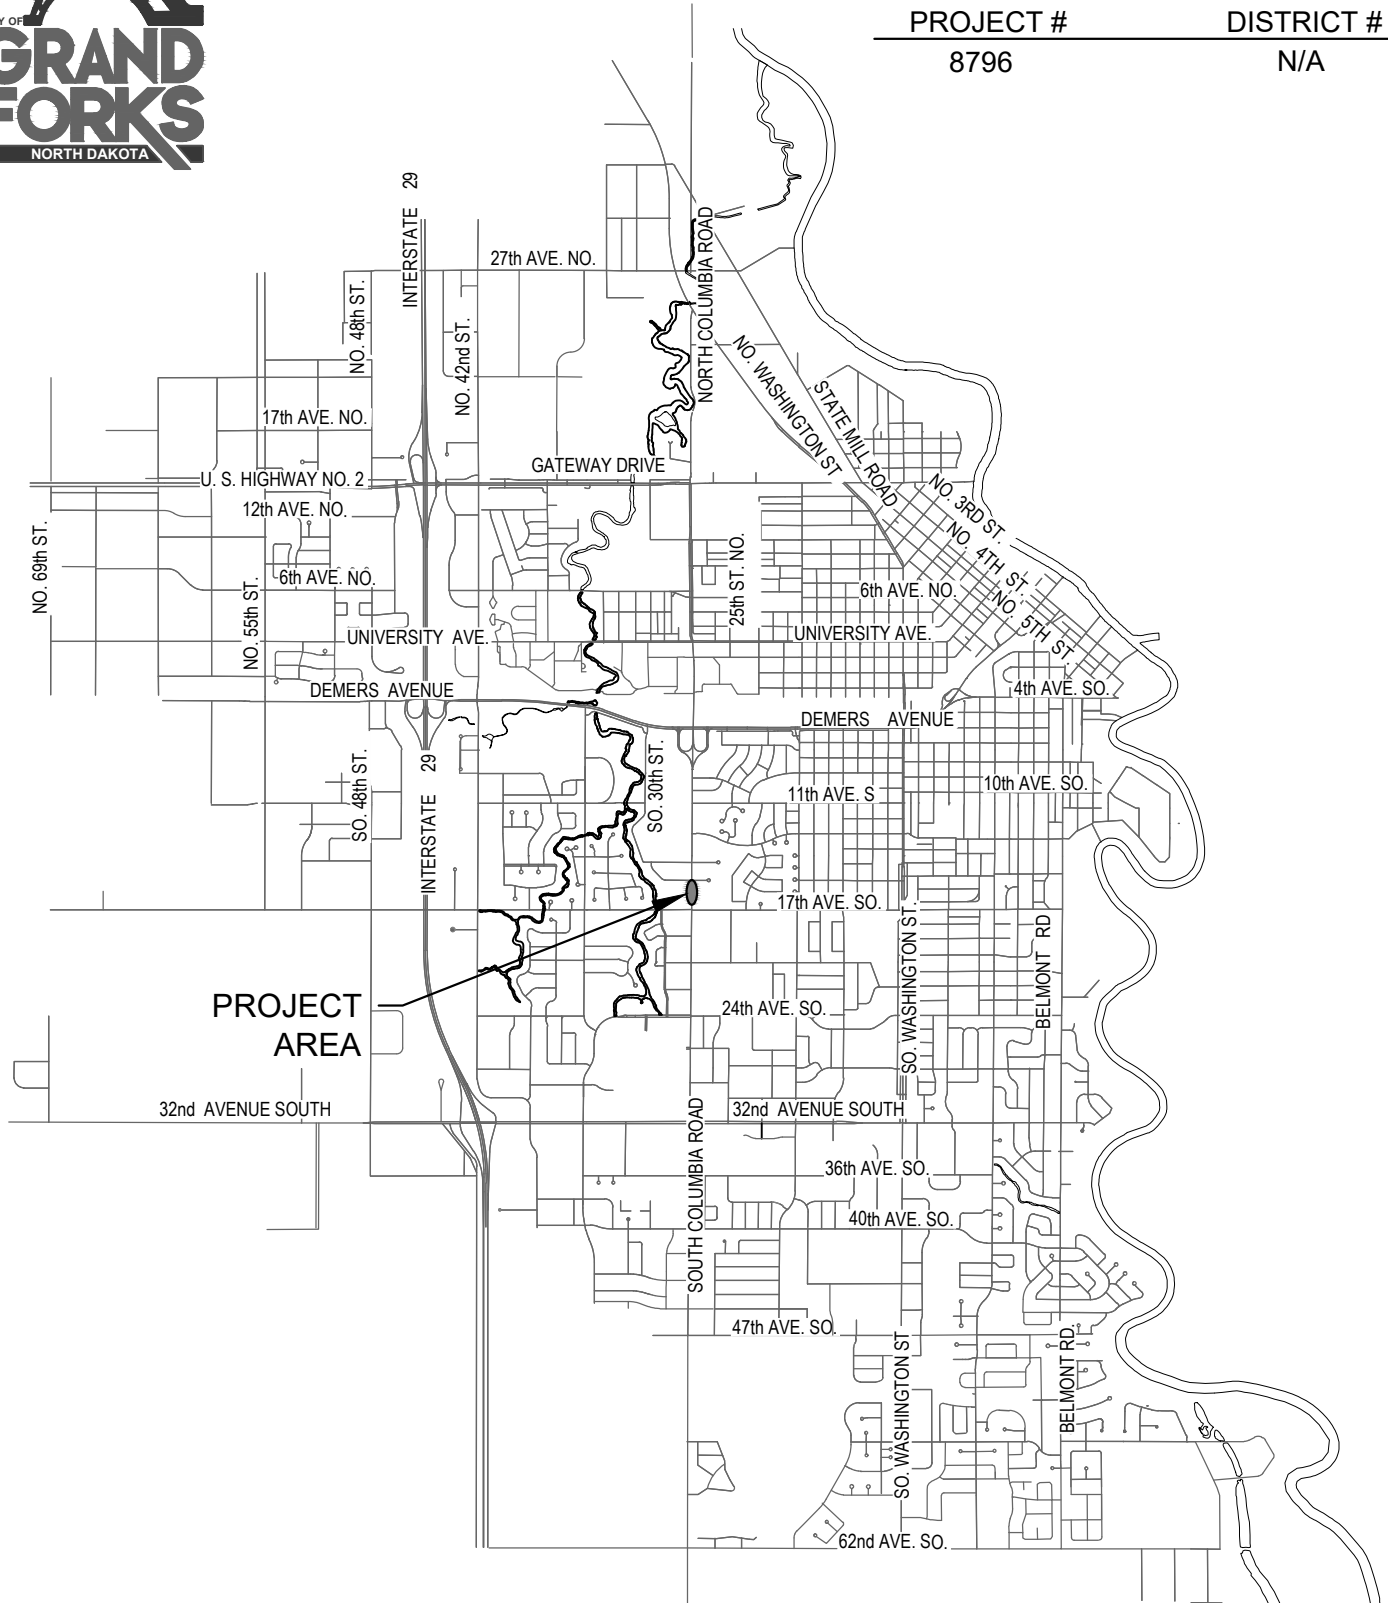 Y OF
GRAND
FORKS
NORTH DAKOTA
PROJECT # DISTRICT #
8796 N/A
INTERSTATE 29
27th AVE. NO.
NORTH COLUMBIA ROAD
NO. 48th ST.
NO. 42nd ST.
NO. WASHINGTON ST
STATE MILL ROAD
17th AVE. NO.
GATEWAY DRIVE
U. S. HIGHWAY NO. 2
12th AVE. NO.
NO. 3RD ST.
NO. 4TH ST.
NO. 5TH ST.
NO. 69th ST.
NO. 55th ST.
6th AVE. NO.
25th ST. NO.
6th AVE. NO.
UNIVERSITY AVE.
UNIVERSITY AVE.
DEMERS AVENUE
4th AVE. SO.
DEMERS AVENUE
SO. 48th ST.
INTERSTATE 29
SO. 30th ST.
11th AVE. S
10th AVE. SO.
17th AVE. SO.
SO. WASHINGTON ST.
BELMONT RD
PROJECT
AREA
24th AVE. SO.
32nd AVENUE SOUTH
32nd AVENUE SOUTH
SOUTH COLUMBIA ROAD
36th AVE. SO.
40th AVE. SO.
47th AVE. SO.
SO. WASHINGTON ST
BELMONT RD.
62nd AVE. SO.